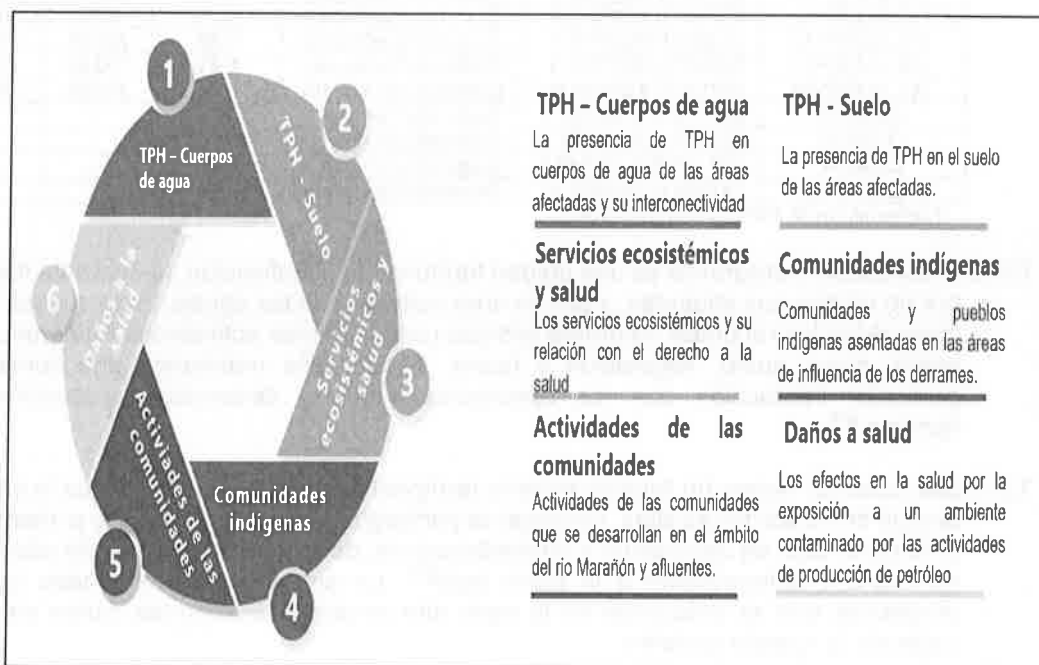 1
TPH – Cuerpos
de agua
2
TPH - Suelo
Servicios
ecosistémicos y
salud
3
Comunidades
indígenas
4
Activiades de las
comunidades
5
6
TPH – Cuerpos de agua
La presencia de TPH en
cuerpos de agua de las áreas
afectadas y su interconectividad
TPH - Suelo
La presencia de TPH en el suelo
de las áreas afectadas.
Servicios ecosistémicos
y salud
Los servicios ecosistémicos y su
relación con el derecho a la
salud
Comunidades indígenas
Comunidades y pueblos
indígenas asentadas en las áreas
de influencia de los derrames.
Actividades de las
comunidades
Actividades de las comunidades
que se desarrollan en el ámbito
del rio Marañón y afluentes.
Daños a salud
Los efectos en la salud por la
exposición a un ambiente
contaminado por las actividades
de producción de petróleo